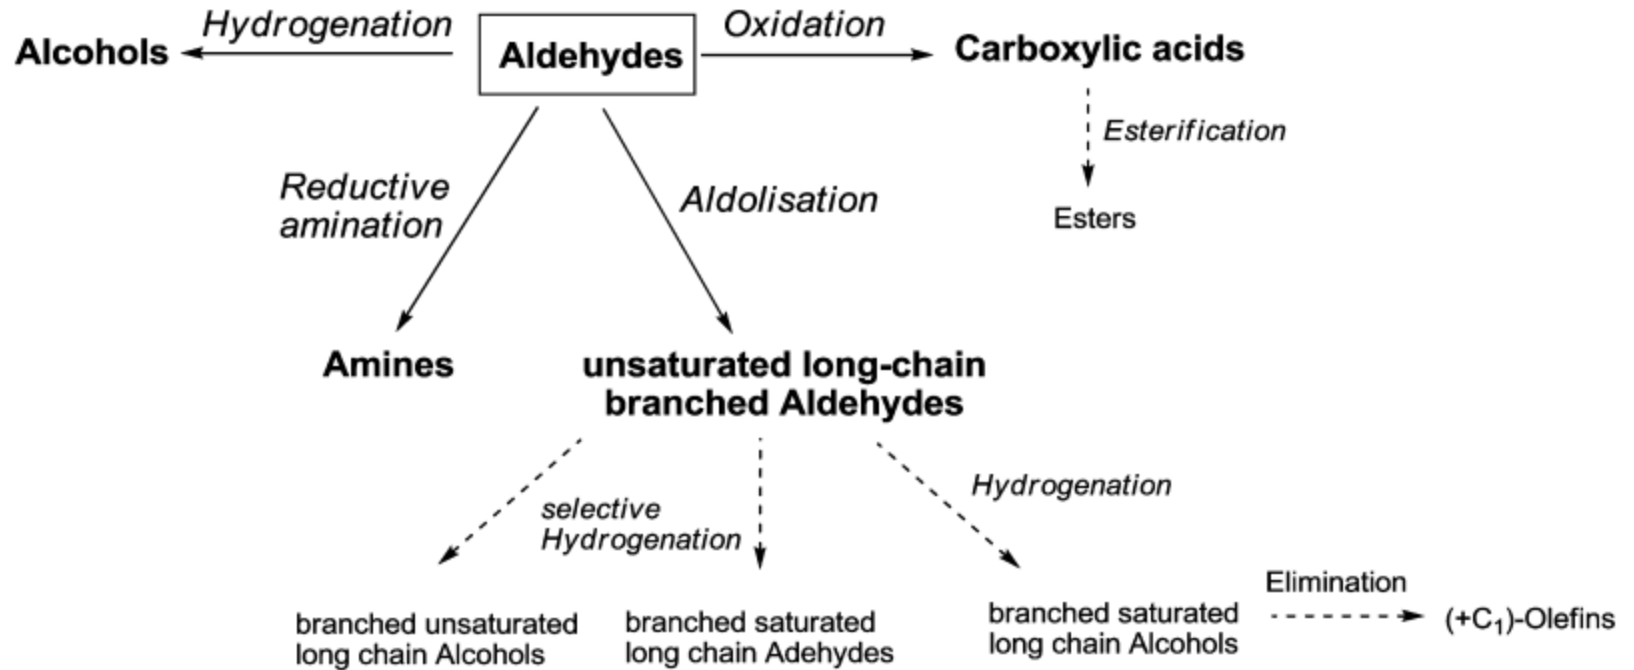 Hydrogenation
Oxidation
Alcohols
Aldehydes
Carboxylic acids
Esterification
Reductive
amination
Aldolisation
Esters
Amines
unsaturated long-chain
branched Aldehydes
selective
Hydrogenation
Hydrogenation
Elimination
branched unsaturated
long chain Alcohols
branched saturated
long chain Adehydes
branched saturated
long chain Alcohols
(+C₁)-Olefins